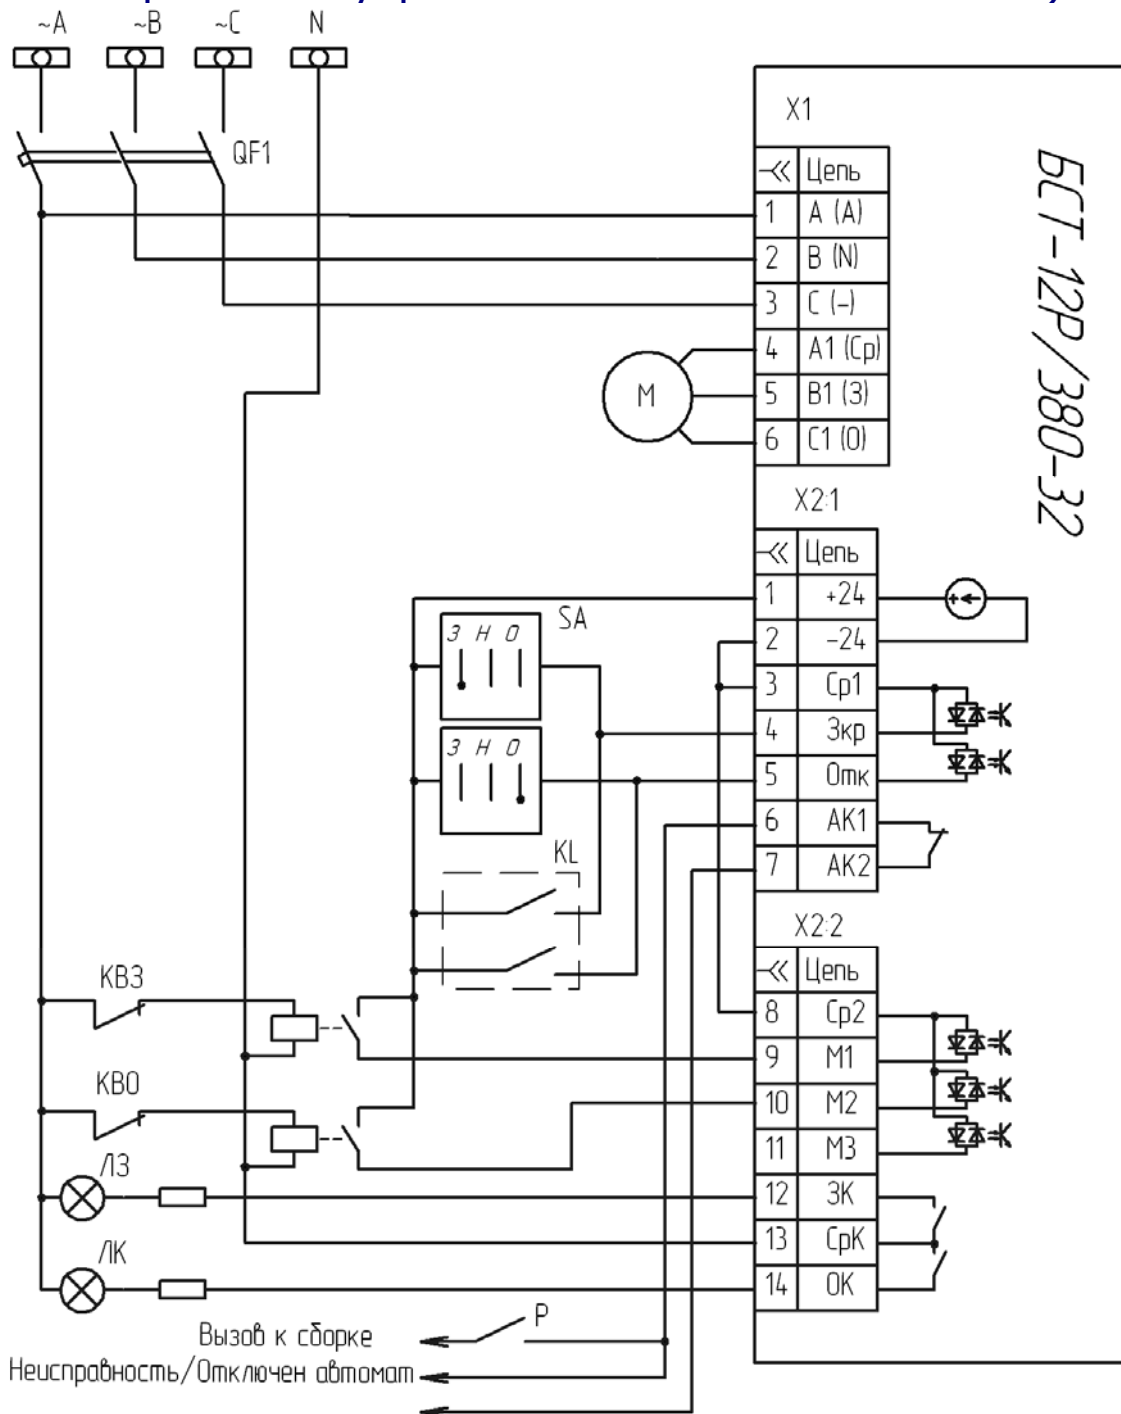 ~A ~B ~C N
QF1
X1
Цепь
1 A (A)
2 B (N)
3 C (–)
4 A1 (Ср)
5 B1 (З)
6 C1 (О)
M
БСТ-12Р/380-32
X2:1
Цепь
1 +24
2 -24
3 Ср1
4 Зкр
5 Отк
6 АК1
7 АК2
SA
З Н О
З Н О
KL
X2:2
Цепь
8 Ср2
9 М1
10 М2
11 М3
12 ЗК
13 СрК
14 ОК
КВЗ
КВО
ЛЗ
ЛК
Р
Вызов к сборке
Неисправность/Отключен автомат